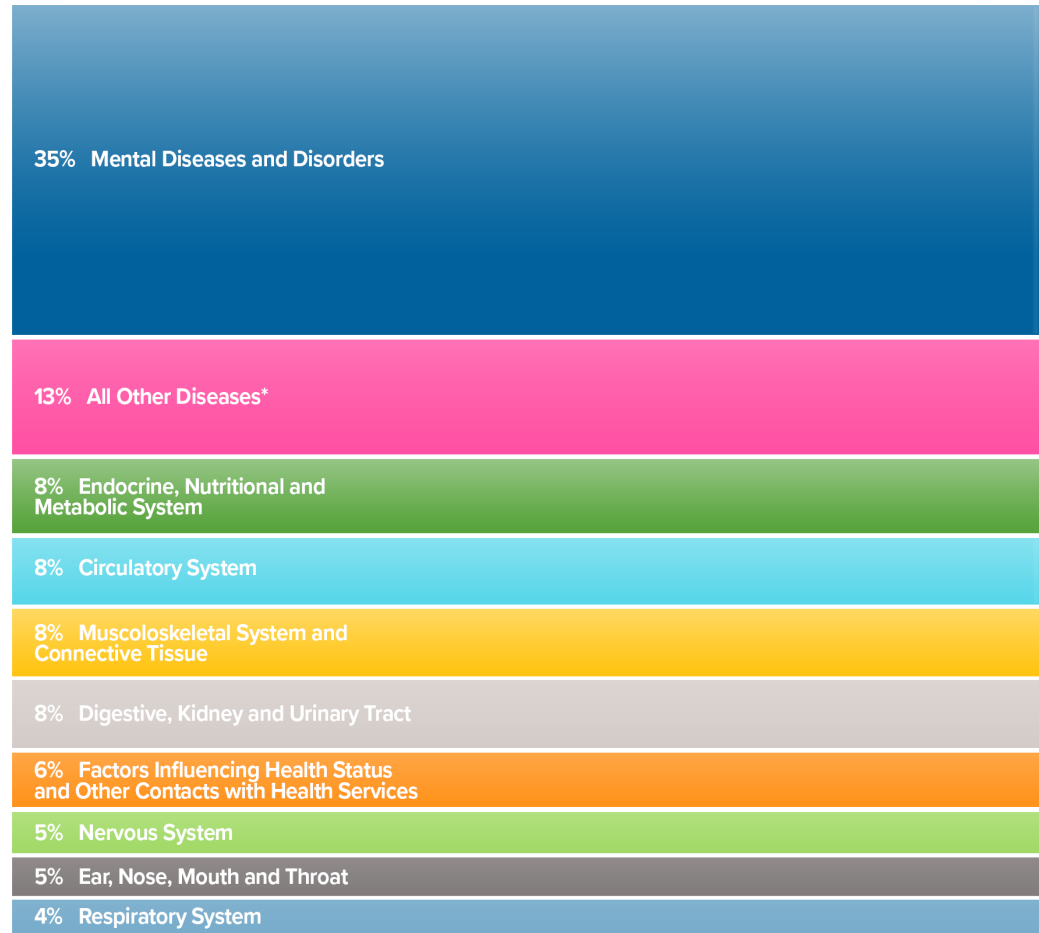 35% Mental Diseases and Disorders
13% All Other Diseases*
8% Endocrine, Nutritional and
Metabolic System
8% Circulatory System
8% Muscoloskeletal System and
Connective Tissue
8% Digestive, Kidney and Urinary Tract
6% Factors Influencing Health Status
and Other Contacts with Health Services
5% Nervous System
5% Ear, Nose, Mouth and Throat
4% Respiratory System